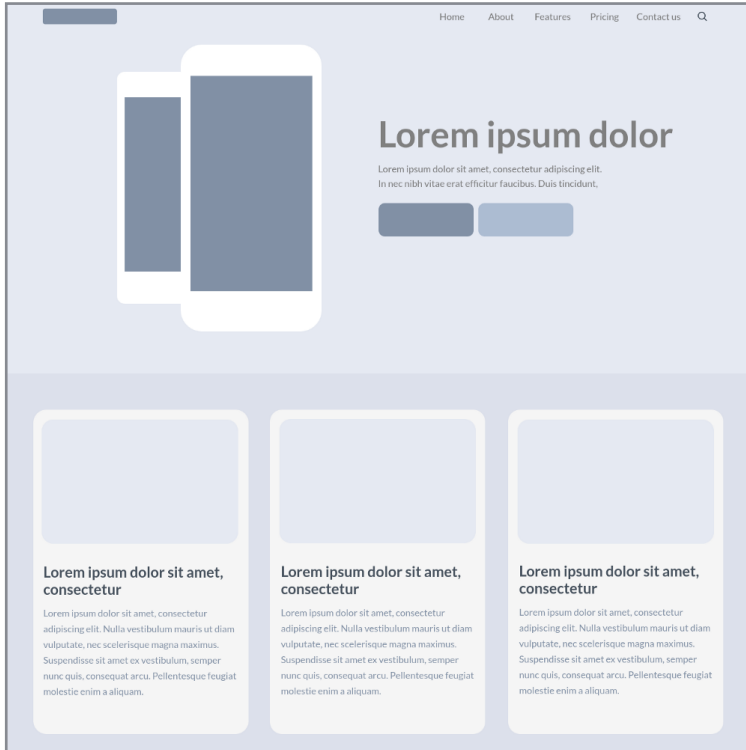 Home About Features Pricing Contact us
Lorem ipsum dolor
Lorem ipsum dolor sit amet, consectetur adipiscing elit.
In nec nibh vitae erat efficitur faucibus. Duis tincidunt,
Lorem ipsum dolor sit amet,
consectetur
Lorem ipsum dolor sit amet, consectetur
adipiscing elit. Nulla vestibulum mauris ut diam
vulputate, nec scelerisque magna maximus.
Suspendisse sit amet ex vestibulum, semper
nunc quis, consequat arcu. Pellentesque feugiat
molestie enim a aliquam.
Lorem ipsum dolor sit amet,
consectetur
Lorem ipsum dolor sit amet, consectetur
adipiscing elit. Nulla vestibulum mauris ut diam
vulputate, nec scelerisque magna maximus.
Suspendisse sit amet ex vestibulum, semper
nunc quis, consequat arcu. Pellentesque feugiat
molestie enim a aliquam.
Lorem ipsum dolor sit amet,
consectetur
Lorem ipsum dolor sit amet, consectetur
adipiscing elit. Nulla vestibulum mauris ut diam
vulputate, nec scelerisque magna maximus.
Suspendisse sit amet ex vestibulum, semper
nunc quis, consequat arcu. Pellentesque feugiat
molestie enim a aliquam.